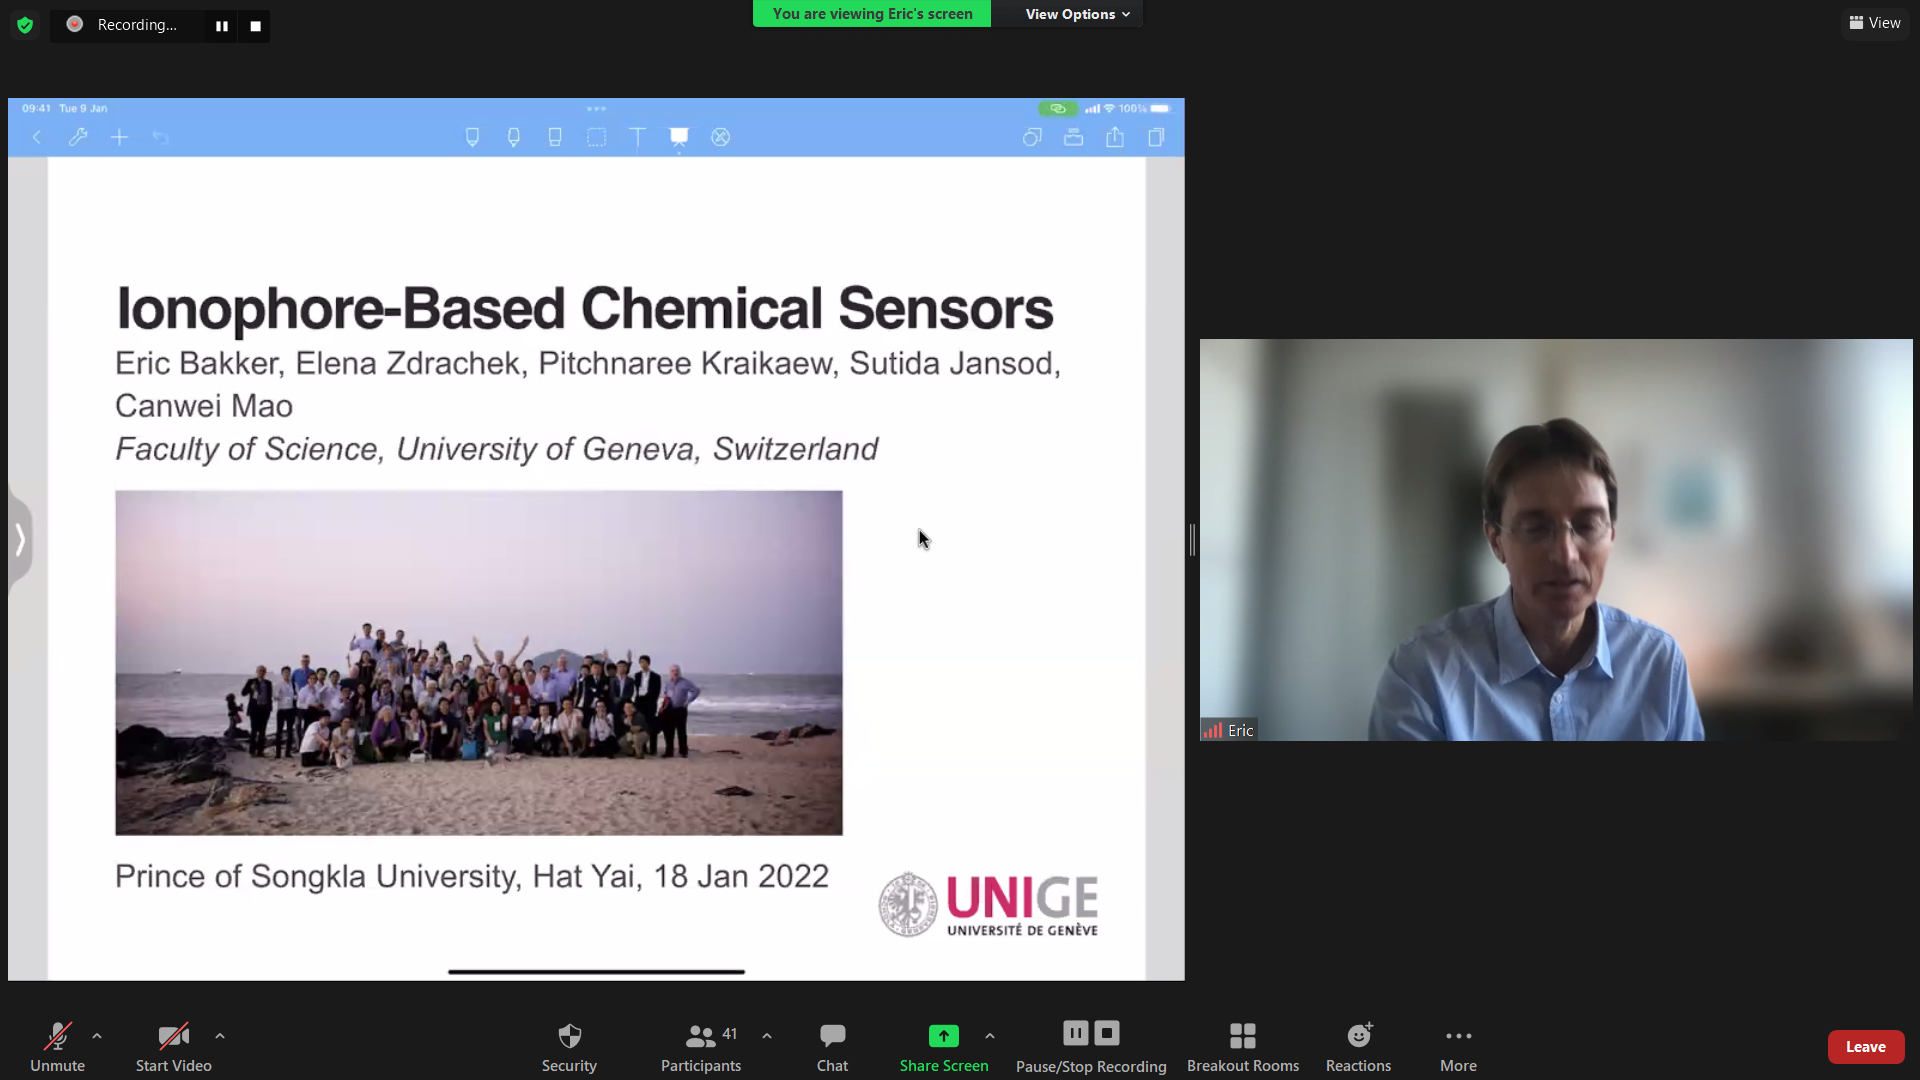 Recording...
You are viewing Eric's screen
View Options
View
09:41 Tue 9 Jan
100%
Ionophore-Based Chemical Sensors
Eric Bakker, Elena Zdrachek, Pitchnaree Kraikaew, Sutida Jansod,
Canwei Mao
Faculty of Science, University of Geneva, Switzerland
Prince of Songkla University, Hat Yai, 18 Jan 2022
UNIGE
UNIVERSITÉ DE GENÈVE
Eric
Unmute
Start Video
Security
Participants
41
Chat
Share Screen
Pause/Stop Recording
Breakout Rooms
Reactions
More
Leave